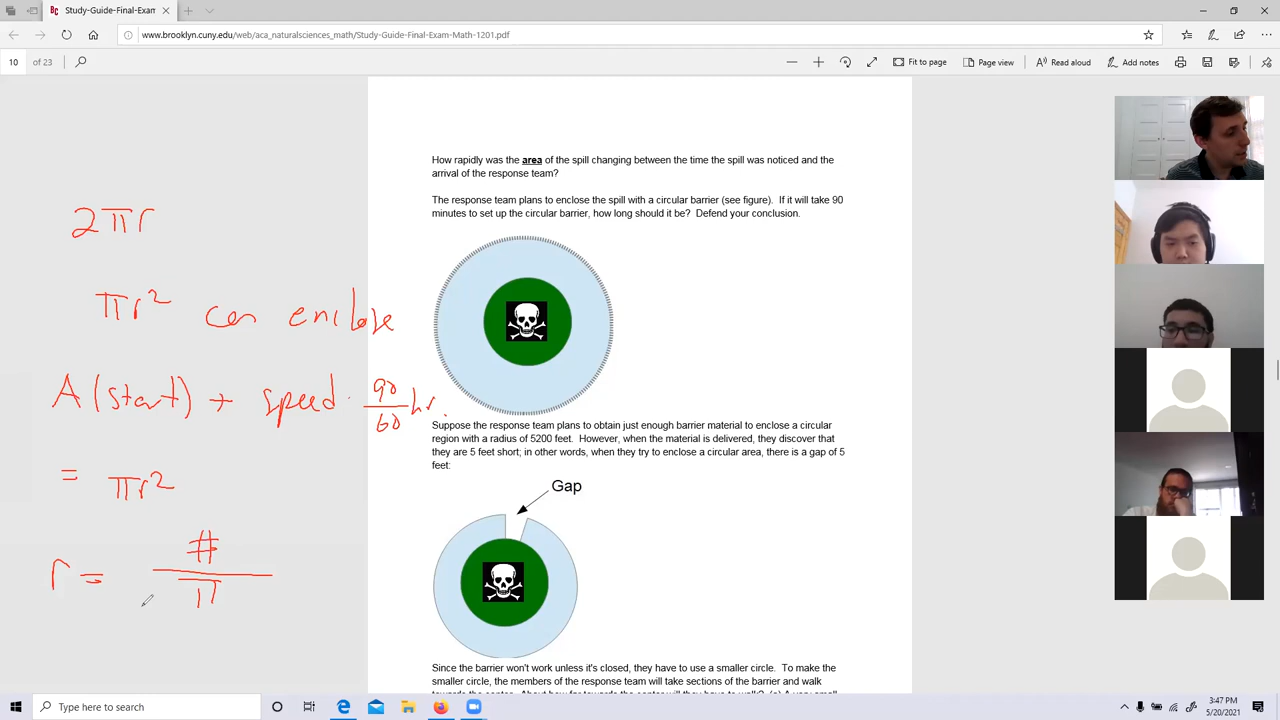 Study-Guide-Final-Exam
www.brooklyn.cuny.edu/web/aca_naturalsciences_math/Study-Guide-Final-Exam-Math-1201.pdf
10 of 23
Fit to page
Page view
Read aloud
Add notes
How rapidly was the area of the spill changing between the time the spill was noticed and the
arrival of the response team?
The response team plans to enclose the spill with a circular barrier (see figure). If it will take 90
minutes to set up the circular barrier, how long should it be? Defend your conclusion.
2πr
πr² can enclose
A(start) + speed · 90/60 hr.
= πr²
r = #/π
Suppose the response team plans to obtain just enough barrier material to enclose a circular
region with a radius of 5200 feet. However, when the material is delivered, they discover that
they are 5 feet short; in other words, when they try to enclose a circular area, there is a gap of 5
feet:
Gap
Since the barrier won't work unless it's closed, they have to use a smaller circle. To make the
smaller circle, the members of the response team will take sections of the barrier and walk
Type here to search
3:47 PM
5/20/2021